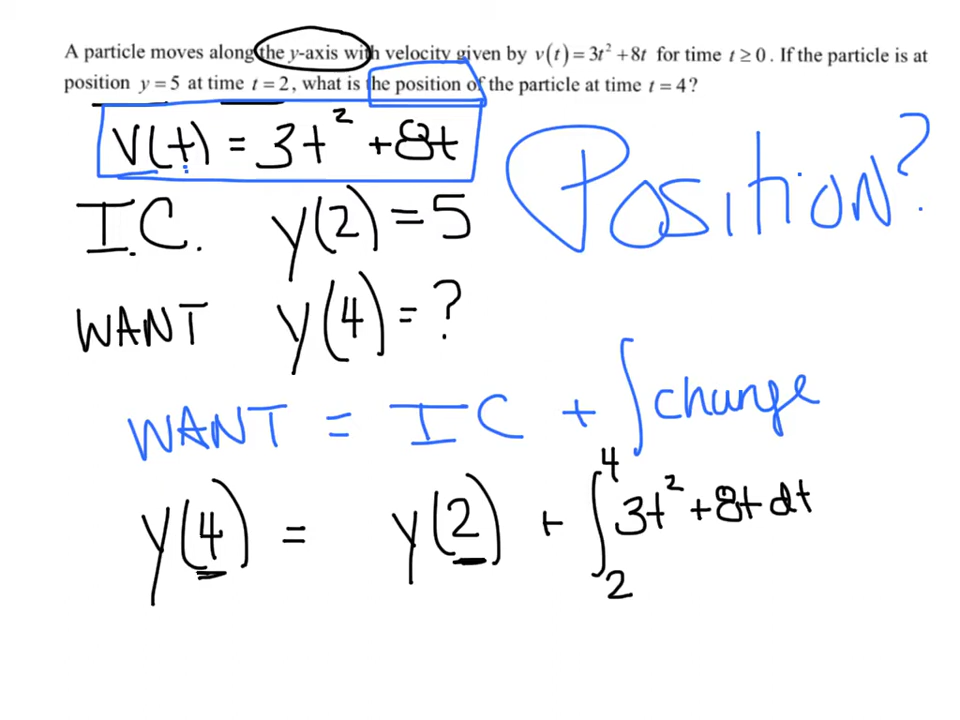 A particle moves along the y-axis with velocity given by v(t) = 3t² + 8t for time t ≥ 0. If the particle is at
position y = 5 at time t = 2, what is the position of the particle at time t = 4?
V(t) = 3t² + 8t
Position?
I.C. y(2) = 5
WANT y(4) = ?
WANT = IC + ∫ change
y(4) = y(2) + ∫₂⁴ 3t² + 8t dt